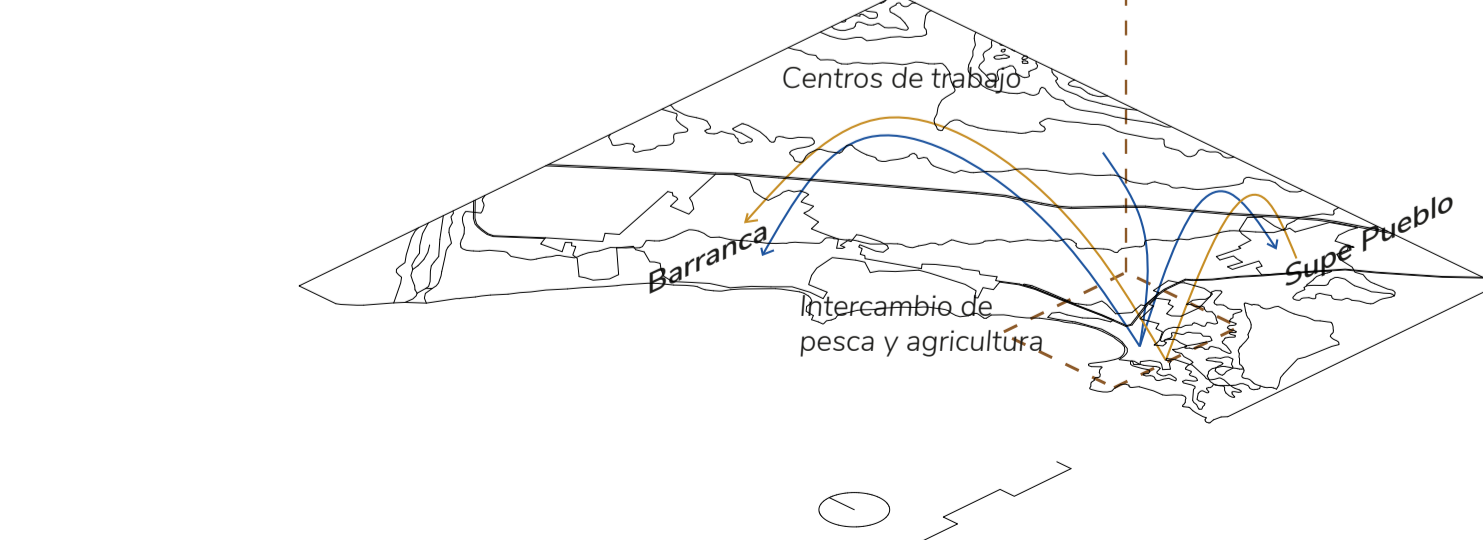 Centros de trabajo
Barranca
Supe Pueblo
Intercambio de
pesca y agricultura